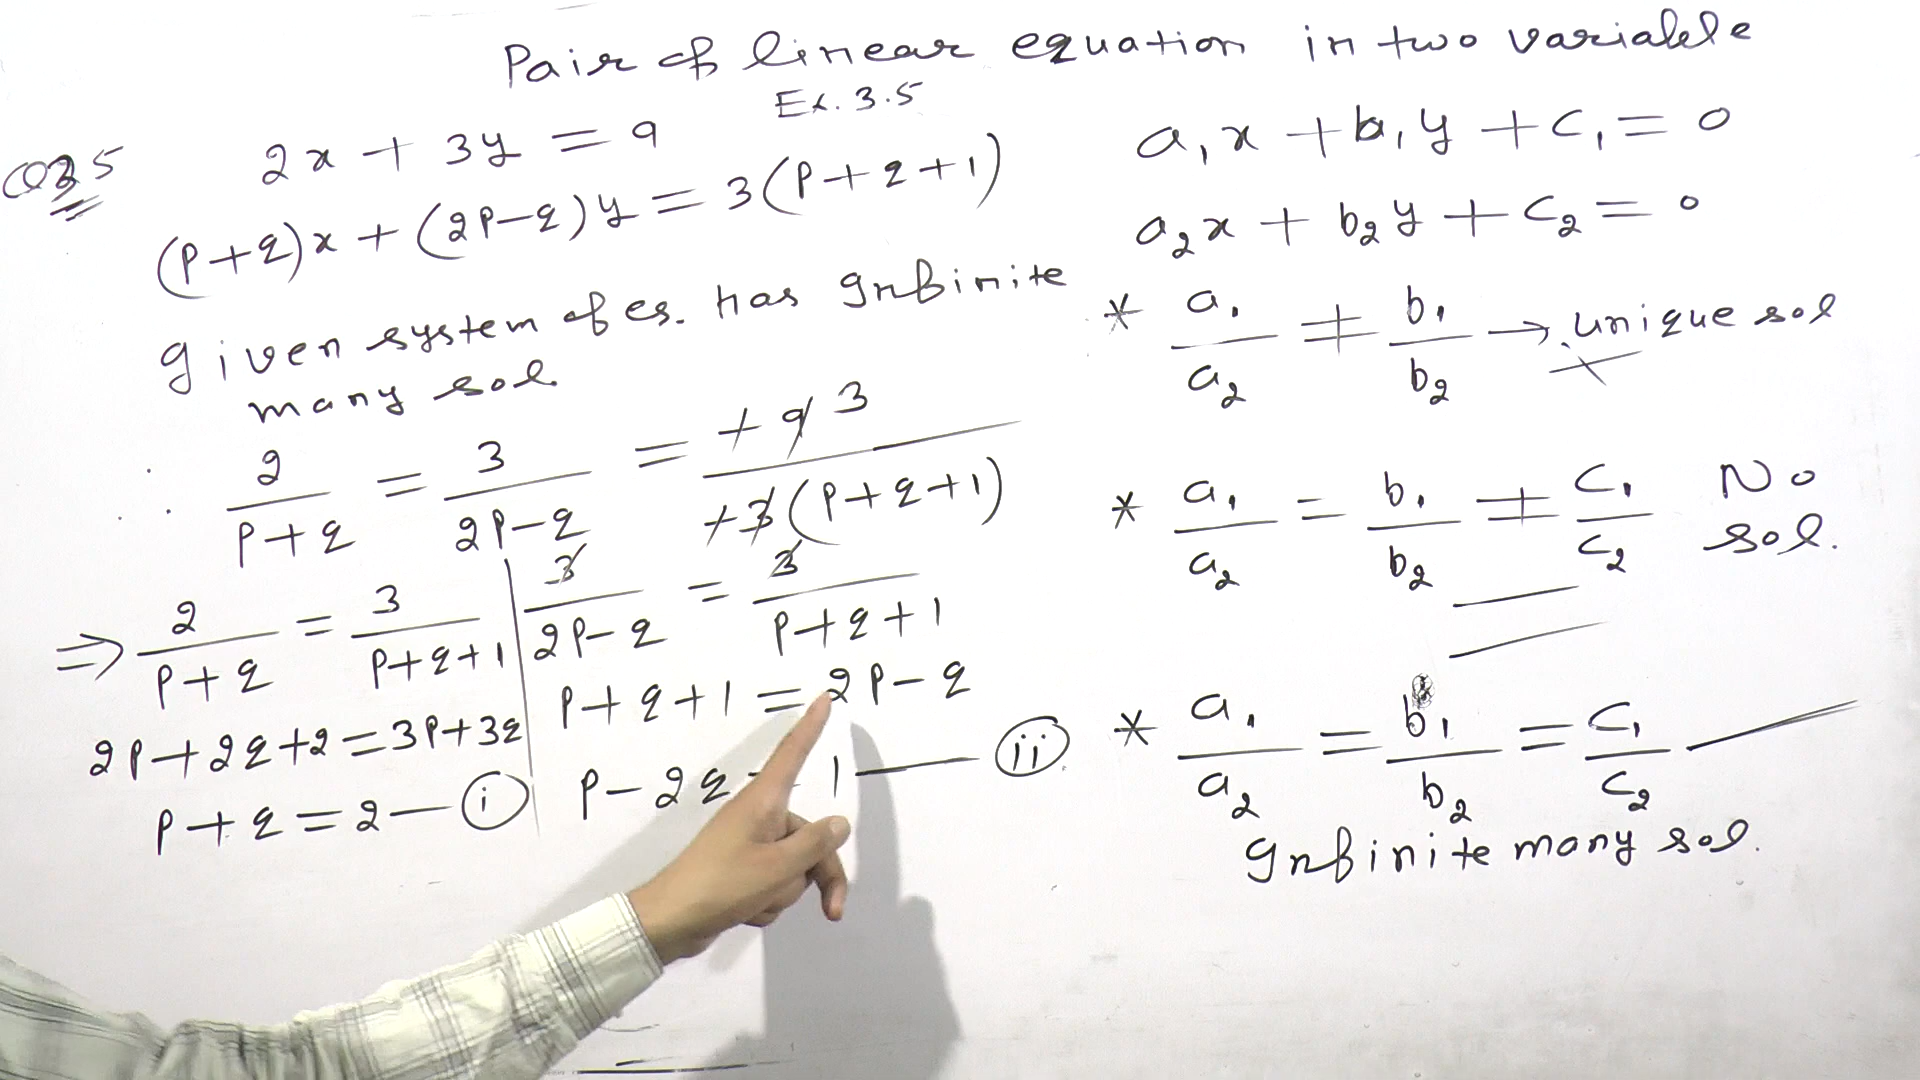 Pair of linear equation in two variable
Ex. 3.5
Q25
2x + 3y = 9
(p+q)x + (2p-q)y = 3(p+q+1)
given system of eq. has Infinite
many sol.
∴ 2/(p+q) = 3/(2p-q) = +9 3/+3(p+q+1)
⇒ 2/(p+q) = 3/(p+q+1)
2p+2q+2=3p+3q
p+q=2 — (i)
3/(2p-q) = 3/(p+q+1)
p+q+1 = 2p-q
p-2q = 1 — (ii)
a₁x + b₁y + c₁ = 0
a₂x + b₂y + c₂ = 0
* a₁/a₂ ≠ b₁/b₂ → unique sol
* a₁/a₂ = b₁/b₂ ≠ c₁/c₂ No sol.
* a₁/a₂ = b₁/b₂ = c₁/c₂
Infinite many sol.